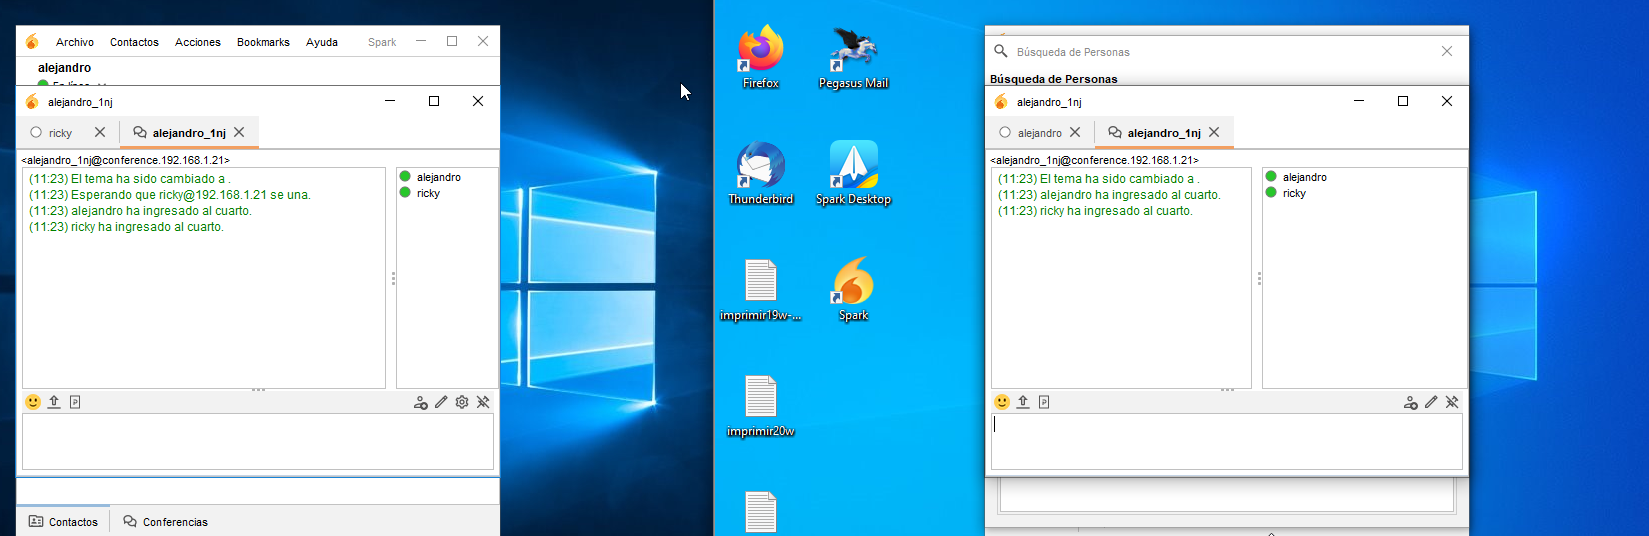 Archivo Contactos Acciones Bookmarks Ayuda Spark
alejandro
alejandro_1nj
ricky alejandro_1nj
<alejandro_1nj@conference.192.168.1.21>
(11:23) El tema ha sido cambiado a .
(11:23) Esperando que ricky@192.168.1.21 se una.
(11:23) alejandro ha ingresado al cuarto.
(11:23) ricky ha ingresado al cuarto.
alejandro
ricky
Contactos Conferencias
Firefox Pegasus Mail
Thunderbird Spark Desktop
imprimir19w-... Spark
imprimir20w
Búsqueda de Personas
Búsqueda de Personas
alejandro_1nj
alejandro alejandro_1nj
<alejandro_1nj@conference.192.168.1.21>
(11:23) El tema ha sido cambiado a .
(11:23) alejandro ha ingresado al cuarto.
(11:23) ricky ha ingresado al cuarto.
alejandro
ricky